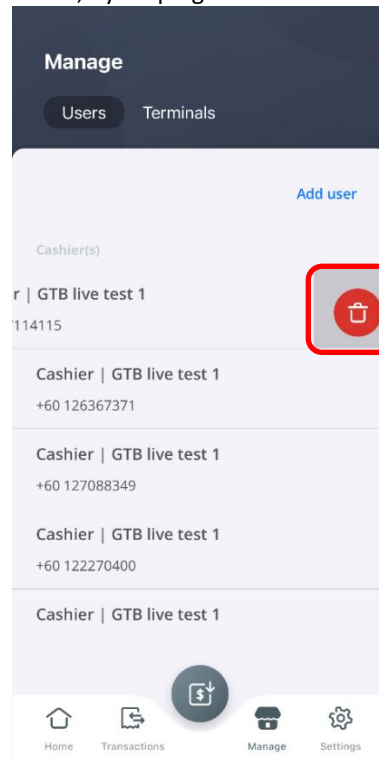 Manage
Users Terminals
Add user
Cashier(s)
r | GTB live test 1
114115
Cashier | GTB live test 1
+60 126367371
Cashier | GTB live test 1
+60 127088349
Cashier | GTB live test 1
+60 122270400
Cashier | GTB live test 1
$
Home Transactions Manage Settings